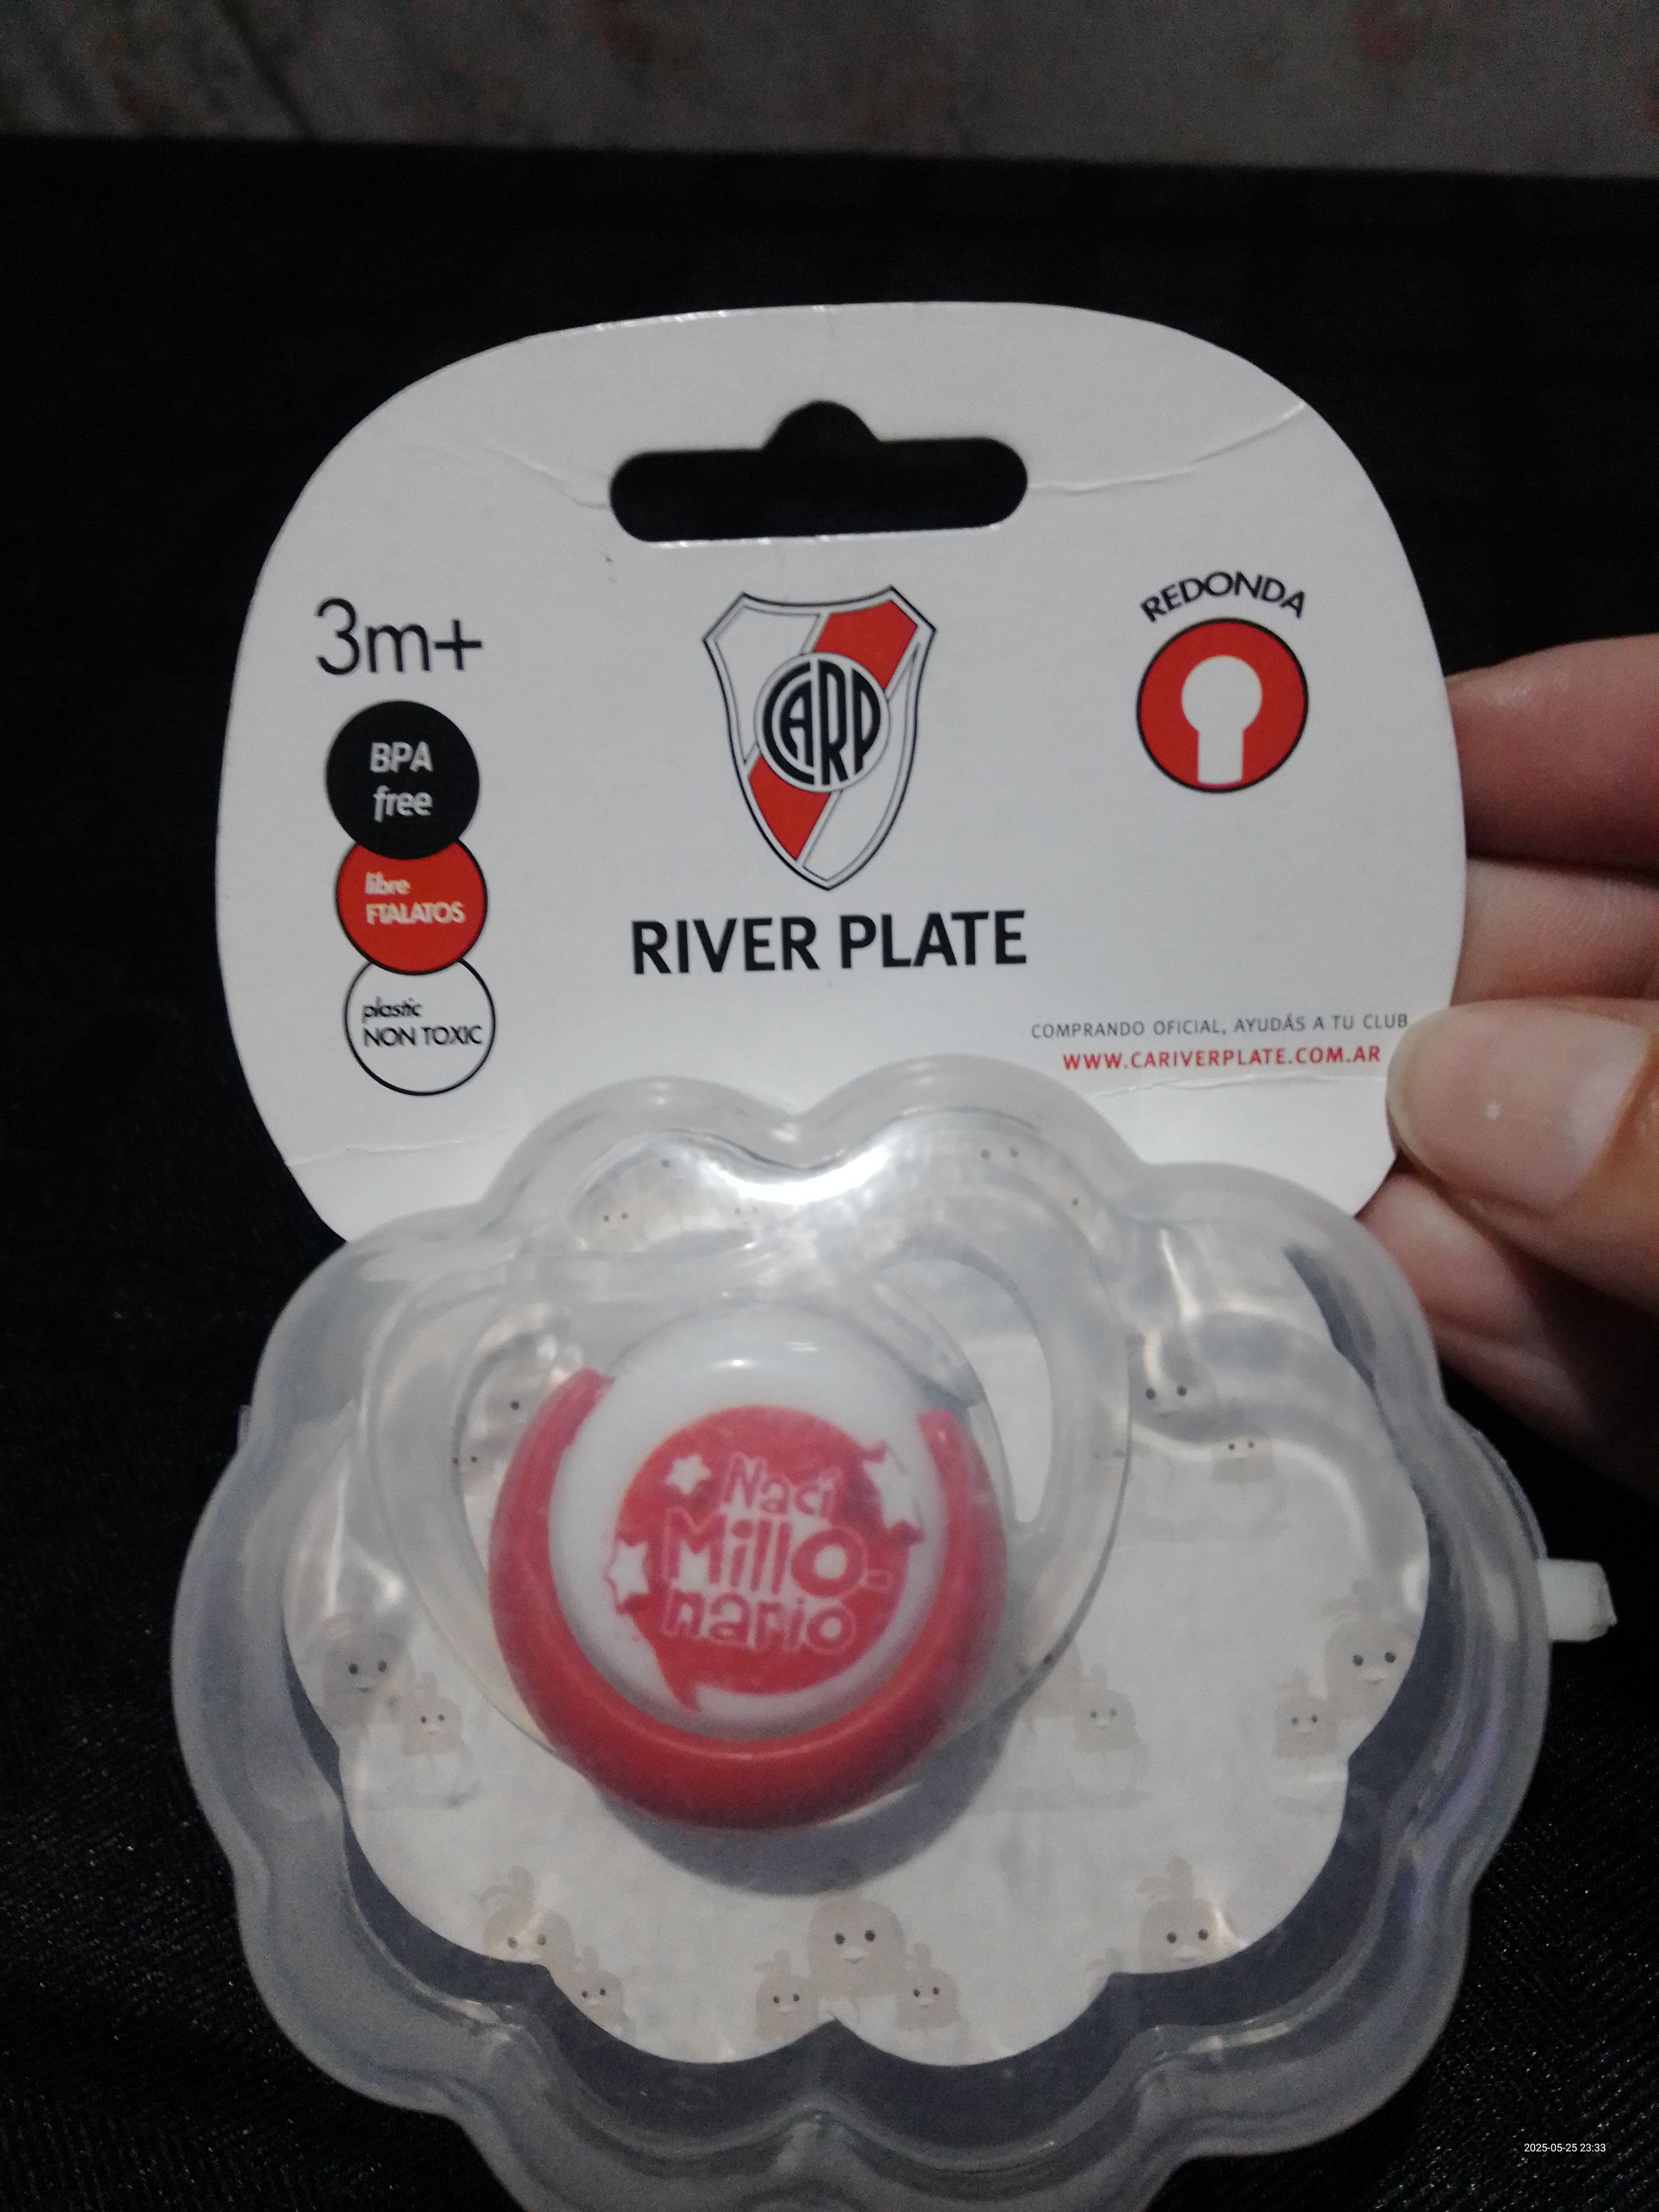 3m+
BPA
free
libre
FTALATOS
plastic
NON TOXIC
CARP
RIVER PLATE
REDONDA
COMPRANDO OFICIAL, AYUDÁS A TU CLUB
WWW.CARIVERPLATE.COM.AR
Nací
Millo-
nario
2025-05-25 23:33